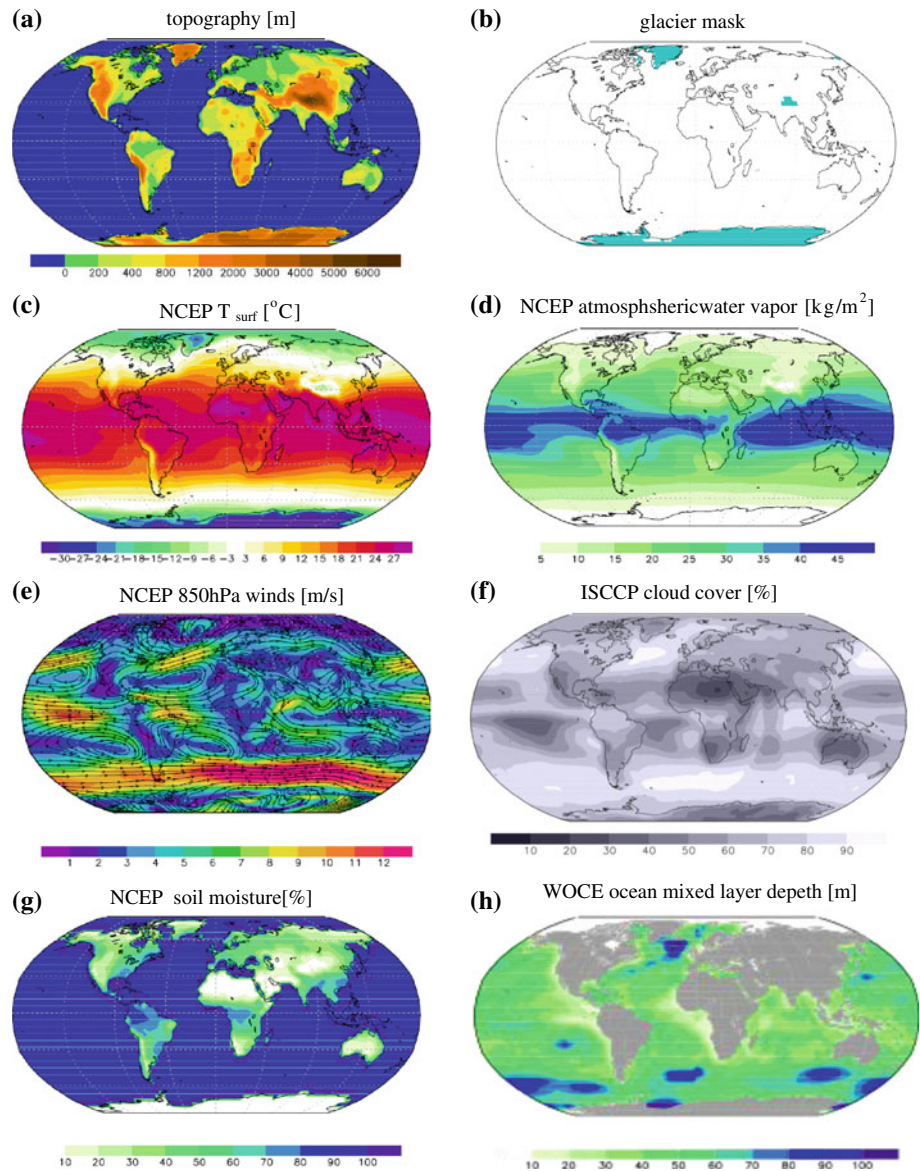 (a) topography [m]
(b) glacier mask
0 200 400 800 1200 2000 3000 5000 6000
(c) NCEP T surf [°C]
(d) NCEP atmosphshericwater vapor [kg/m²]
-30 -27 -24 -21 -18 -15 -12 -9 -6 -3 3 6 9 12 15 18 21 24 27
5 10 15 20 25 30 35 40 45
(e) NCEP 850hPa winds [m/s]
(f) ISCCP cloud cover [%]
1 2 3 4 5 6 7 8 9 10 11 12
10 20 30 40 50 60 70 80 90
(g) NCEP soil moisture[%]
(h) WOCE ocean mixed layer depeth [m]
10 20 30 40 50 60 70 80 90 100
10 20 30 40 50 60 70 80 90 100